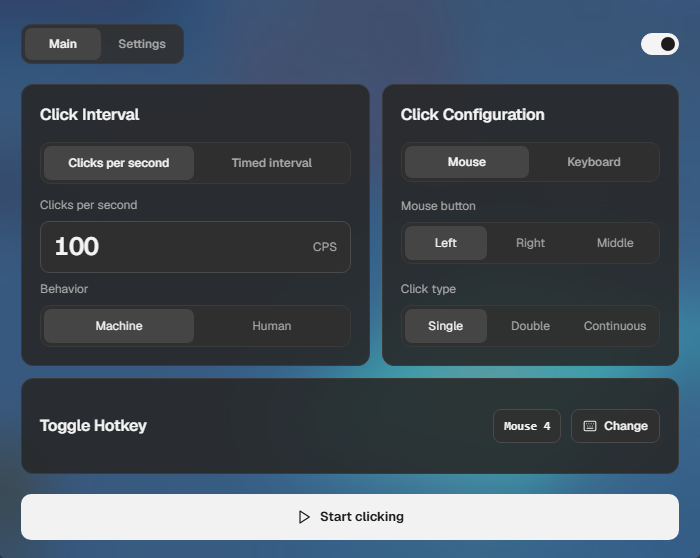 Main Settings
Click Interval
Clicks per second Timed interval
Clicks per second
100 CPS
Behavior
Machine Human
Click Configuration
Mouse Keyboard
Mouse button
Left Right Middle
Click type
Single Double Continuous
Toggle Hotkey Mouse 4 Change
Start clicking